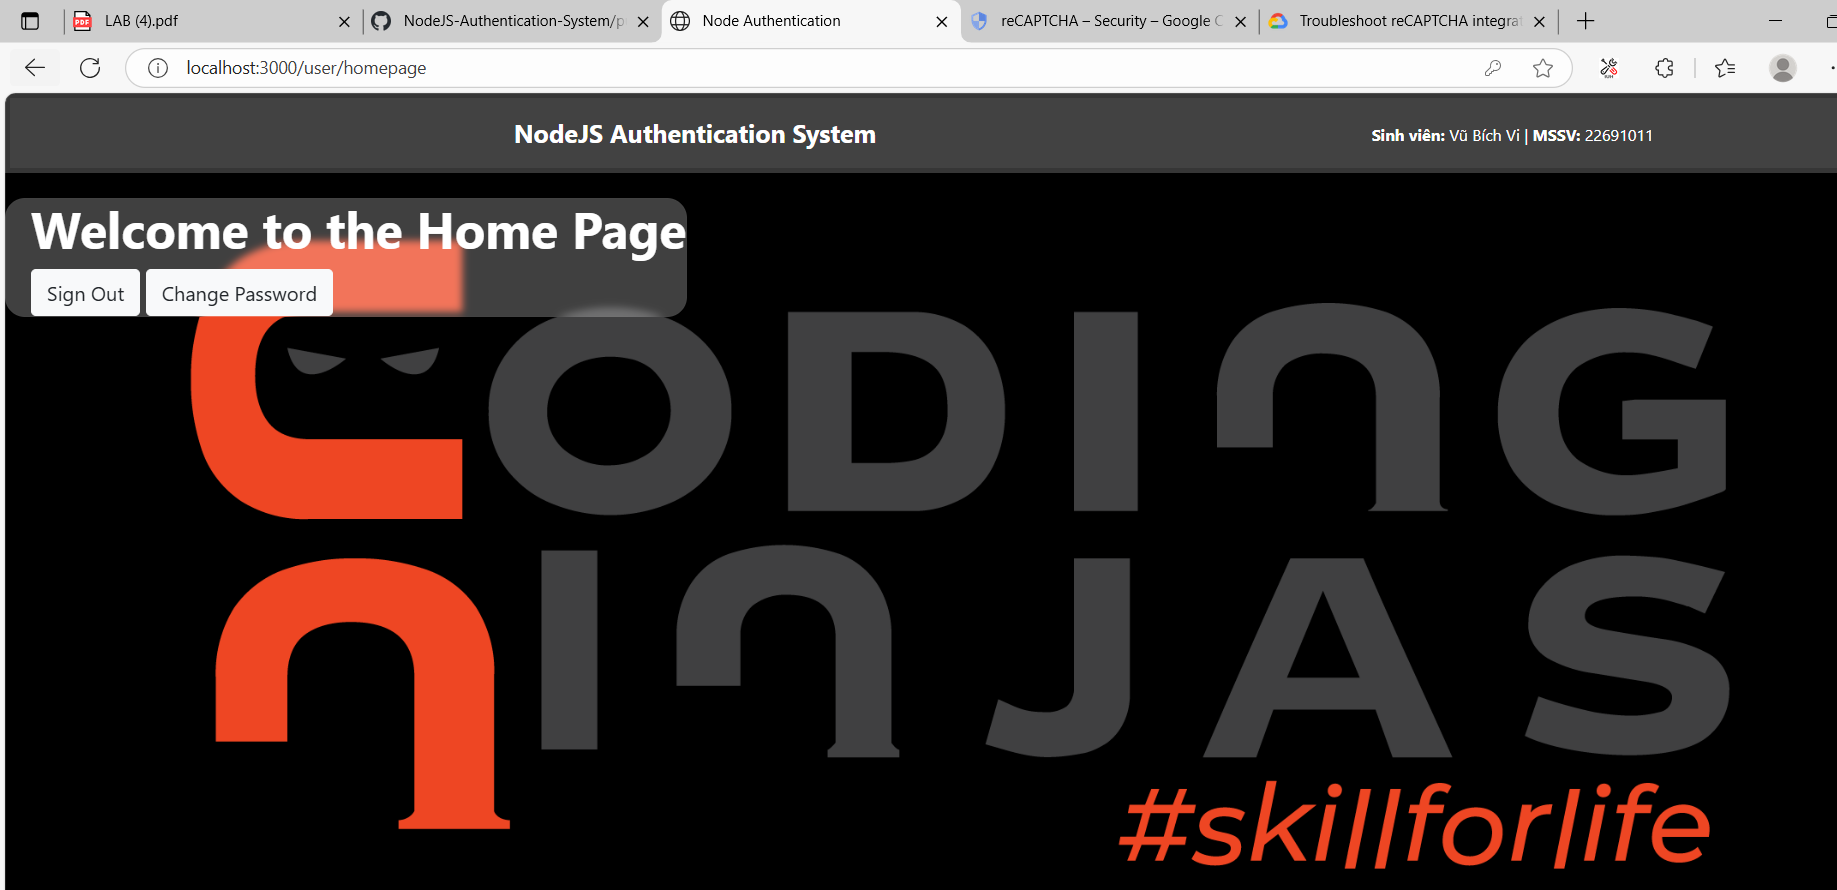 LAB (4).pdf
NodeJS-Authentication-System/p
Node Authentication
reCAPTCHA – Security – Google C
Troubleshoot reCAPTCHA integrat
localhost:3000/user/homepage
NodeJS Authentication System
Sinh viên: Vũ Bích Vi | MSSV: 22691011
Welcome to the Home Page
Sign Out
Change Password
CODING
NINJAS
#skillforlife